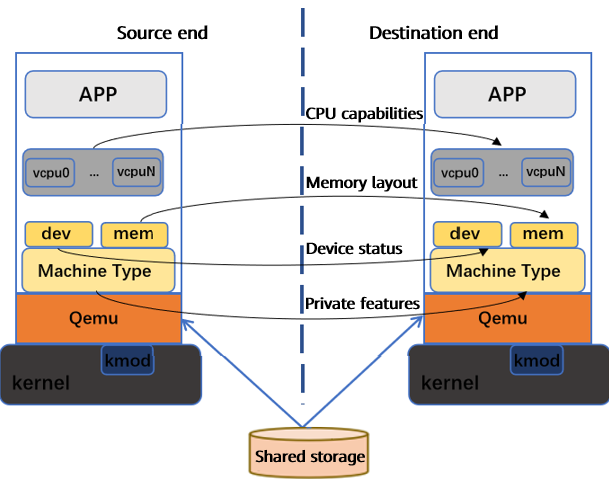 Source end
Destination end
APP
APP
CPU capabilities
vcpu0 ... vcpuN
vcpu0 ... vcpuN
Memory layout
dev mem
dev mem
Device status
Machine Type
Machine Type
Private features
Qemu
Qemu
kmod
kmod
kernel
kernel
Shared storage